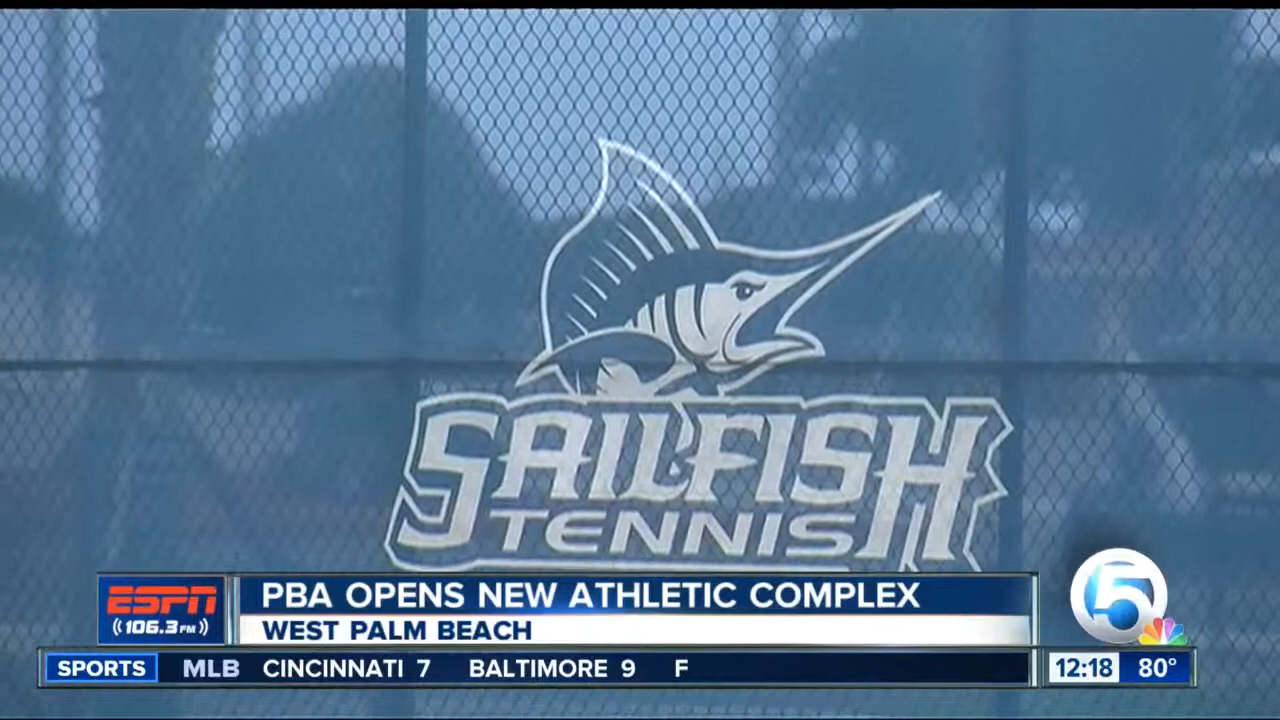 SAILFISH
TENNIS
ESPN
106.3 FM
PBA OPENS NEW ATHLETIC COMPLEX
WEST PALM BEACH
5
SPORTS MLB CINCINNATI 7 BALTIMORE 9 F
12:18 80°